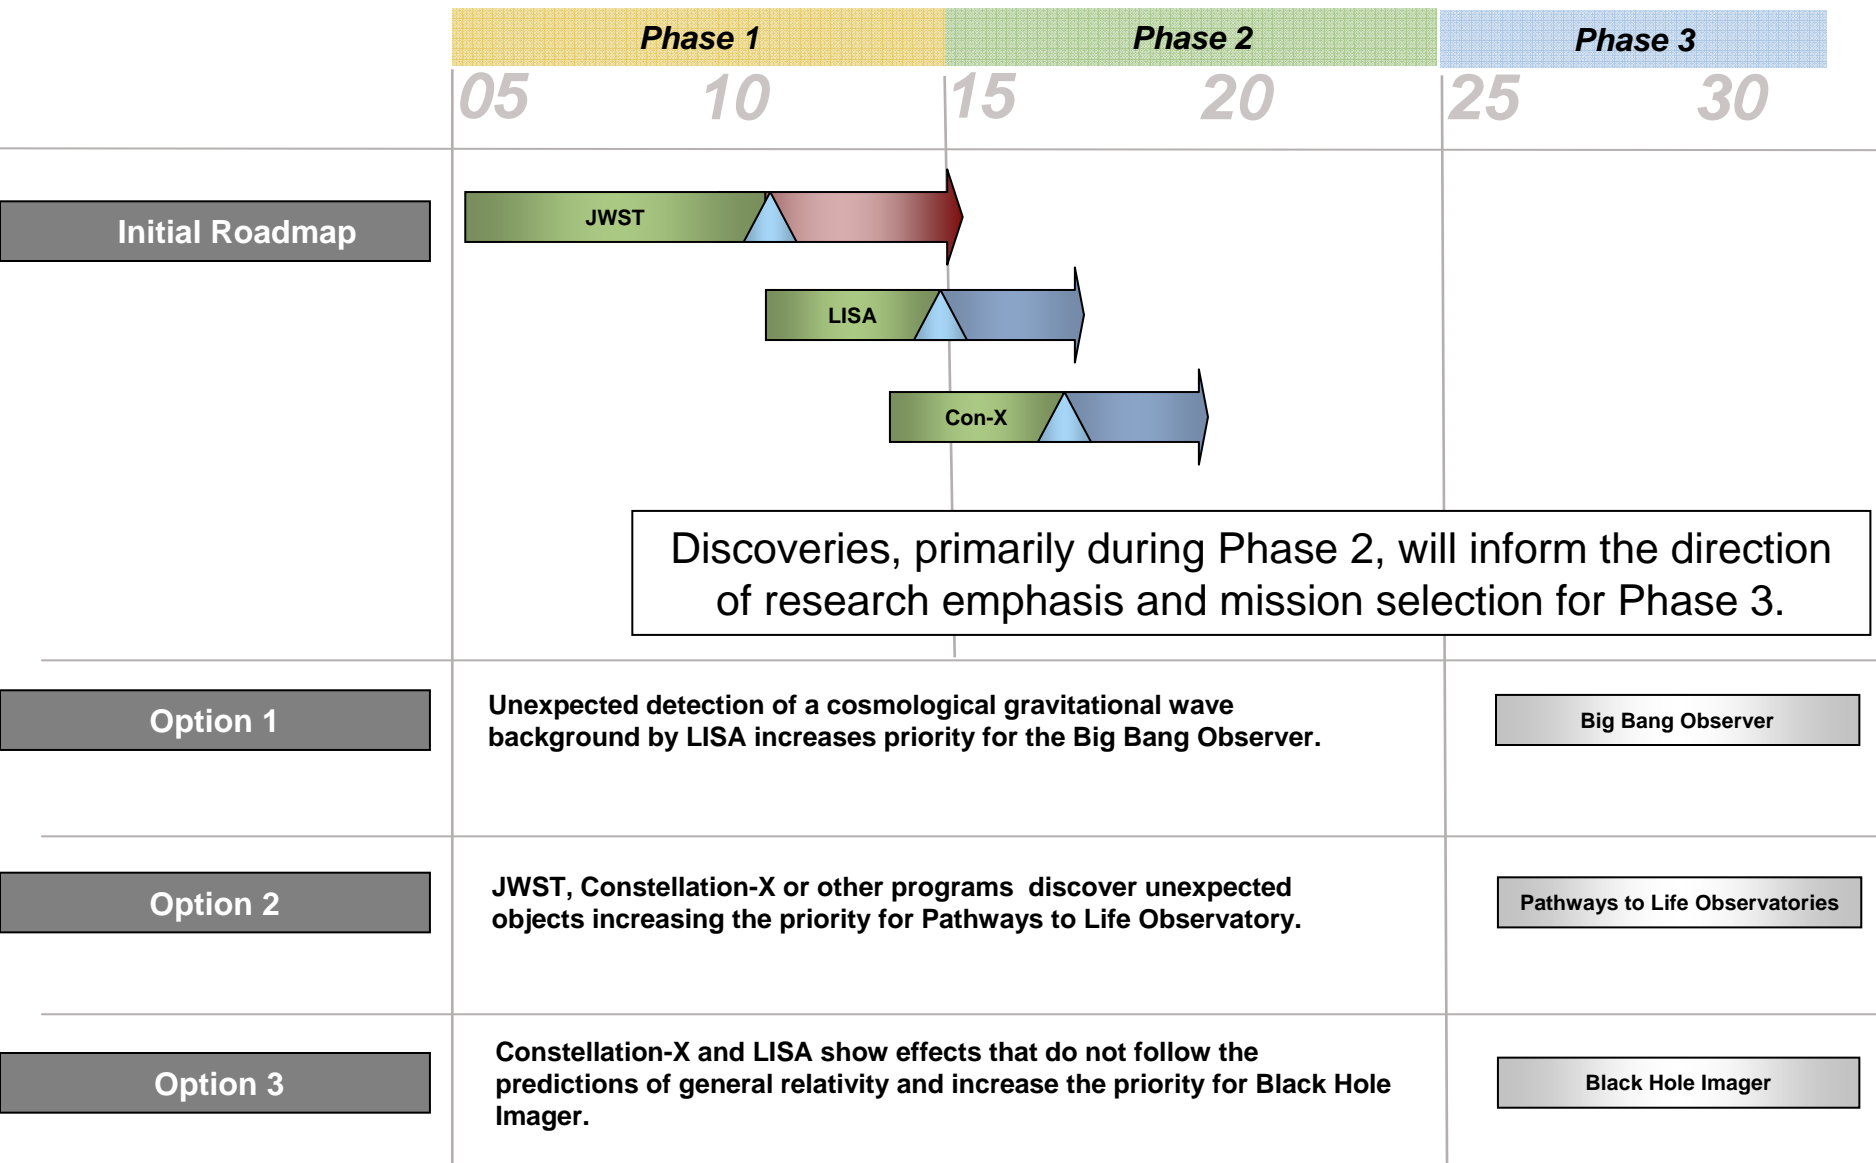 Phase 1 Phase 2 Phase 3
05 10 15 20 25 30
Initial Roadmap
JWST
LISA
Con-X
Discoveries, primarily during Phase 2, will inform the direction
of research emphasis and mission selection for Phase 3.
Option 1
Unexpected detection of a cosmological gravitational wave
background by LISA increases priority for the Big Bang Observer.
Big Bang Observer
Option 2
JWST, Constellation-X or other programs discover unexpected
objects increasing the priority for Pathways to Life Observatory.
Pathways to Life Observatories
Option 3
Constellation-X and LISA show effects that do not follow the
predictions of general relativity and increase the priority for Black Hole
Imager.
Black Hole Imager